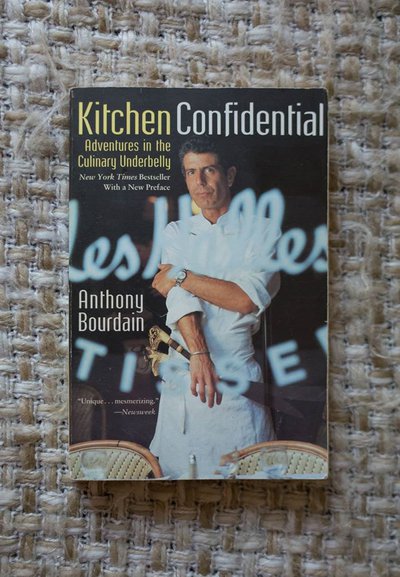 Kitchen Confidential
Adventures in the
Culinary Underbelly
New York Times Bestseller
With a New Preface
Les Halles
Anthony
Bourdain
"Unique...mesmerizing."
—Newsweek